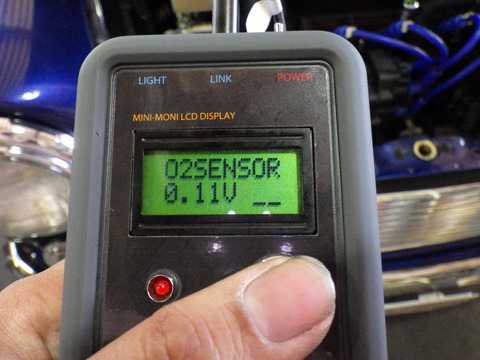 LIGHT LINK POWER
MINI-MONI LCD DISPLAY
O2SENSOR
0.11V __